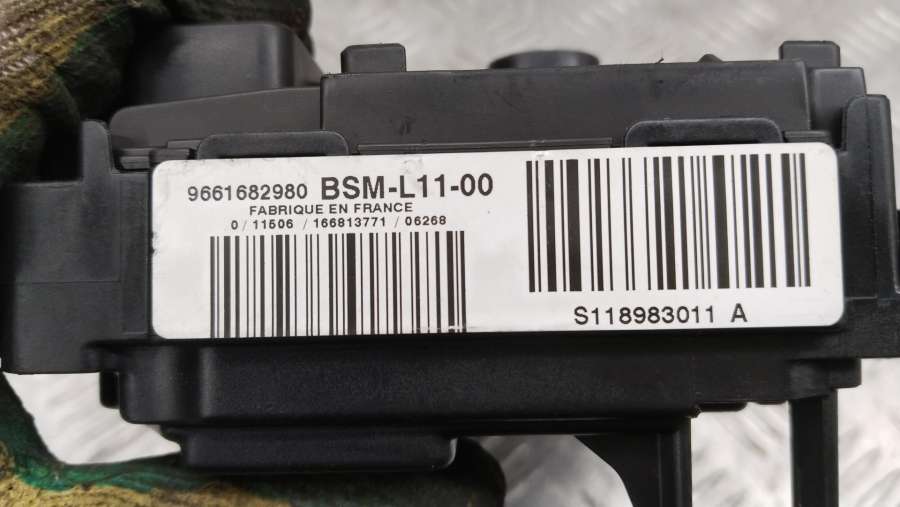 9661682980 BSM-L11-00
FABRIQUE EN FRANCE
0/11506 /166813771 /06268
S118983011 A